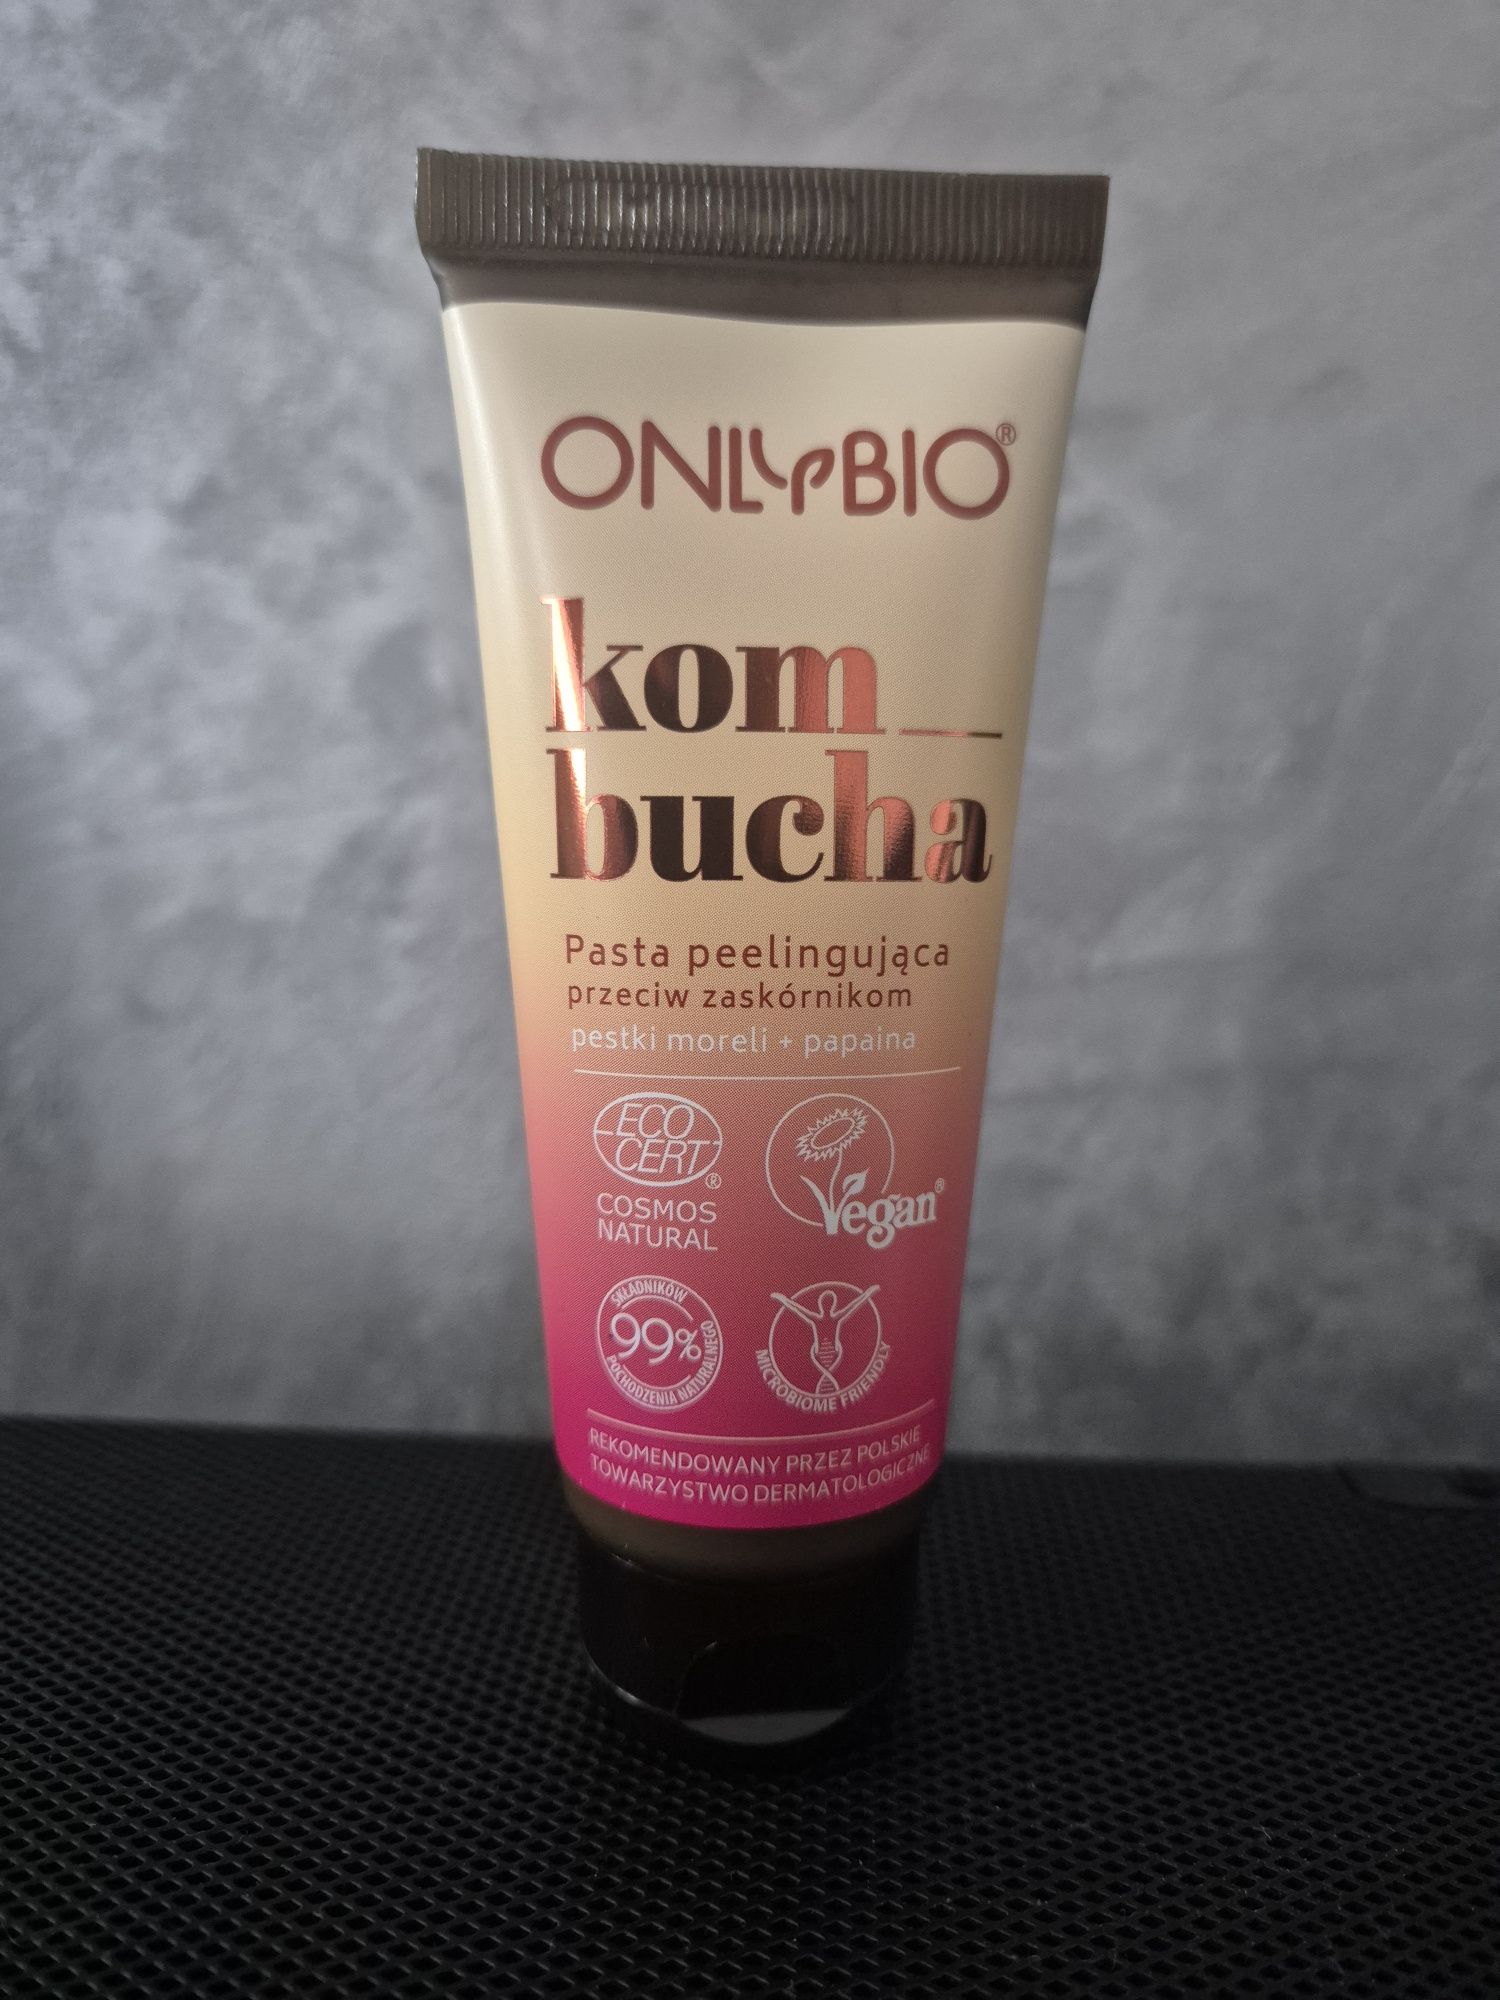 ONLYBIO®
kom_
bucha
Pasta peelingująca
przeciw zaskórnikom
pestki moreli + papaina
ECO
CERT®
COSMOS
NATURAL
Vegan®
SKŁADNIKÓW
99%
POCHODZENIA NATURALNEGO
MICROBIOME FRIENDLY
REKOMENDOWANY PRZEZ POLSKIE
TOWARZYSTWO DERMATOLOGICZNE